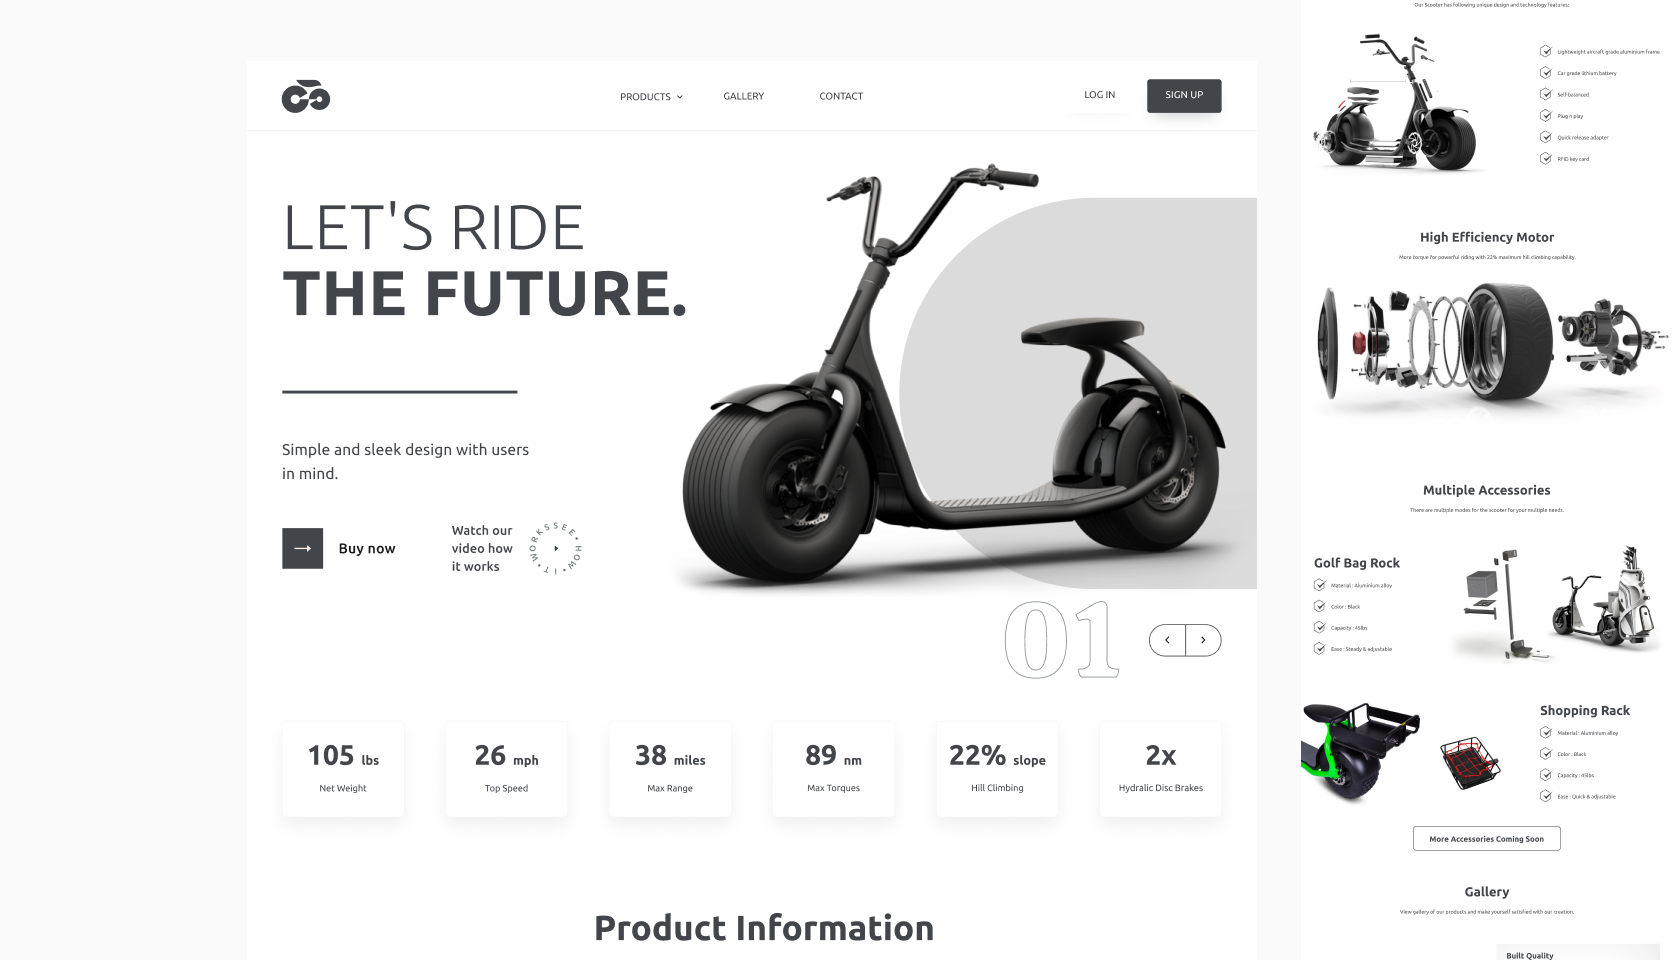 PRODUCTS
GALLERY
CONTACT
LOG IN
SIGN UP
LET'S RIDE
THE FUTURE.
Simple and sleek design with users
in mind.
Buy now
Watch our
video how
it works
SEE • HOW • IT • WORKS
01
105 lbs
Net Weight
26 mph
Top Speed
38 miles
Max Range
89 nm
Max Torques
22% slope
Hill Climbing
2x
Hydralic Disc Brakes
Product Information
Our Scooter has following unique design and technology features:
Lightweight aircraft grade aluminium frame
Car grade lithium battery
Self-balanced
Plug n play
Quick release adapter
RFID key card
High Efficiency Motor
More torque for powerful riding with 22% maximum hill climbing capability.
Multiple Accessories
There are multiple modes for the scooter for your multiple needs.
Golf Bag Rock
Material : Aluminium alloy
Color : Black
Capacity : 45lbs
Ease : Steady & adjustable
Shopping Rack
Material : Aluminium alloy
Color : Black
Capacity : 45lbs
Ease : Quick & adjustable
More Accessories Coming Soon
Gallery
View gallery of our products and make yourself satisfied with our creation.
Built Quality